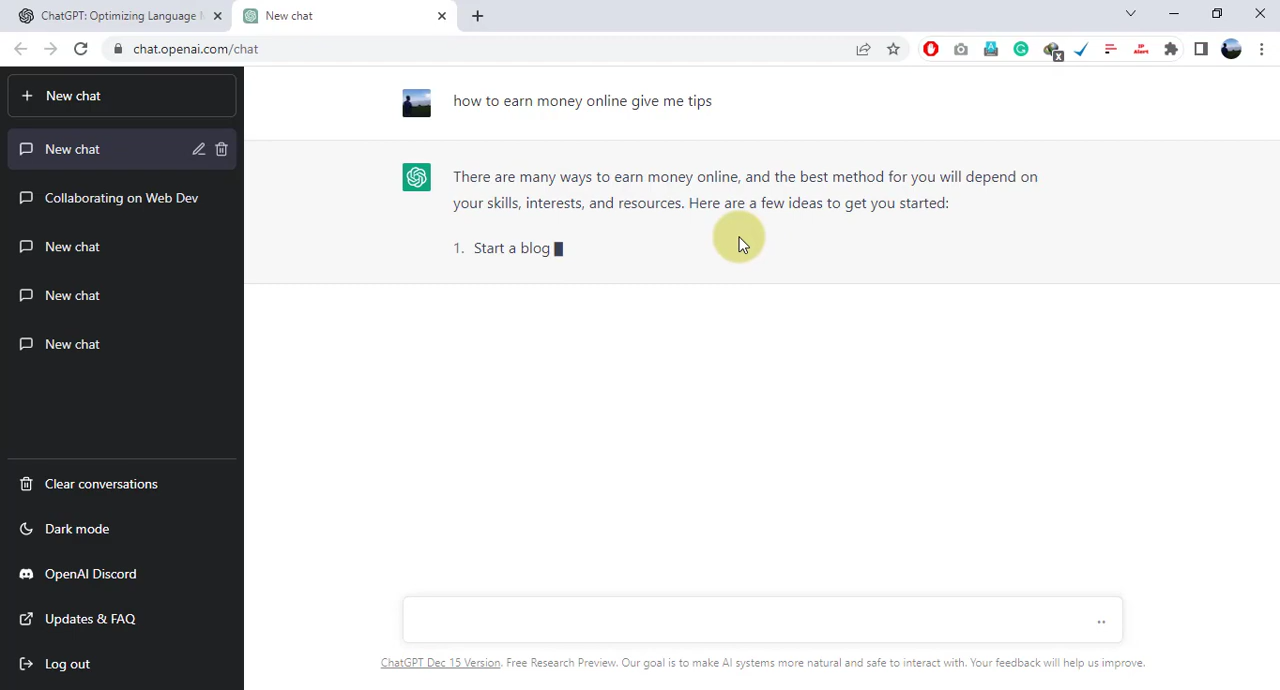 ChatGPT: Optimizing Language
New chat
chat.openai.com/chat
IP
Alert
New chat
New chat
Collaborating on Web Dev
New chat
New chat
New chat
Clear conversations
Dark mode
OpenAI Discord
Updates & FAQ
Log out
how to earn money online give me tips
There are many ways to earn money online, and the best method for you will depend on
your skills, interests, and resources. Here are a few ideas to get you started:
1. Start a blog
ChatGPT Dec 15 Version. Free Research Preview. Our goal is to make AI systems more natural and safe to interact with. Your feedback will help us improve.